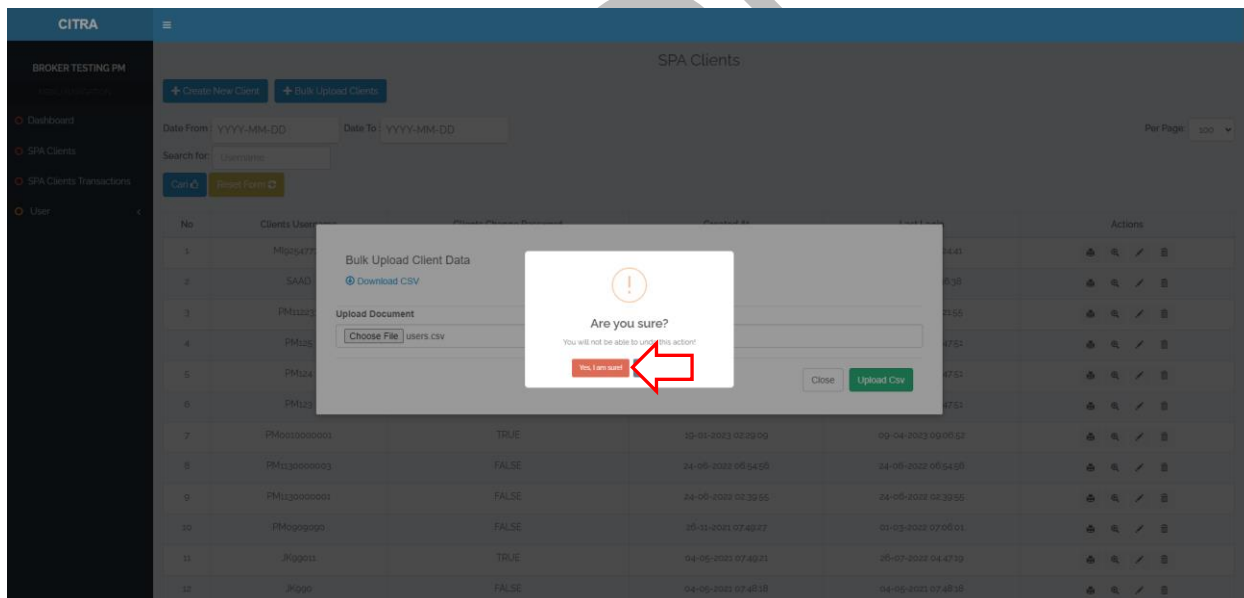 CITRA
BROKER TESTING PM
Dashboard
SPA Clients
SPA Clients Transactions
User
SPA Clients
Create New Client
Bulk Upload Clients
Date From YYYY-MM-DD Date To: YYYY-MM-DD Per Page: 100
Search for: Username
Cari Reset Form
No Created At Last Login Actions
1
2 SAAD
3
4
5 PM124
6 PM123
7 PM0010000001 TRUE 19-01-2023 02:29:09 09-04-2023 09:06:52
8 PM1130000003 FALSE 24-06-2022 06:54:56 24-06-2022 06:54:56
9 PM1130000001 FALSE 24-06-2022 02:39:55 24-06-2022 02:39:55
10 PM0909090 FALSE 26-11-2021 07:49:27 01-03-2022 07:06:01
11 JK99011 TRUE 04-05-2021 07:49:21 26-07-2022 04:47:19
12 JK990 FALSE 04-05-2021 07:48:18 04-05-2021 07:48:18
Bulk Upload Client Data
Download CSV
Upload Document
Choose File users.csv
Close Upload Csv
Are you sure?
You will not be able to undo this action!
Yes, I am sure!